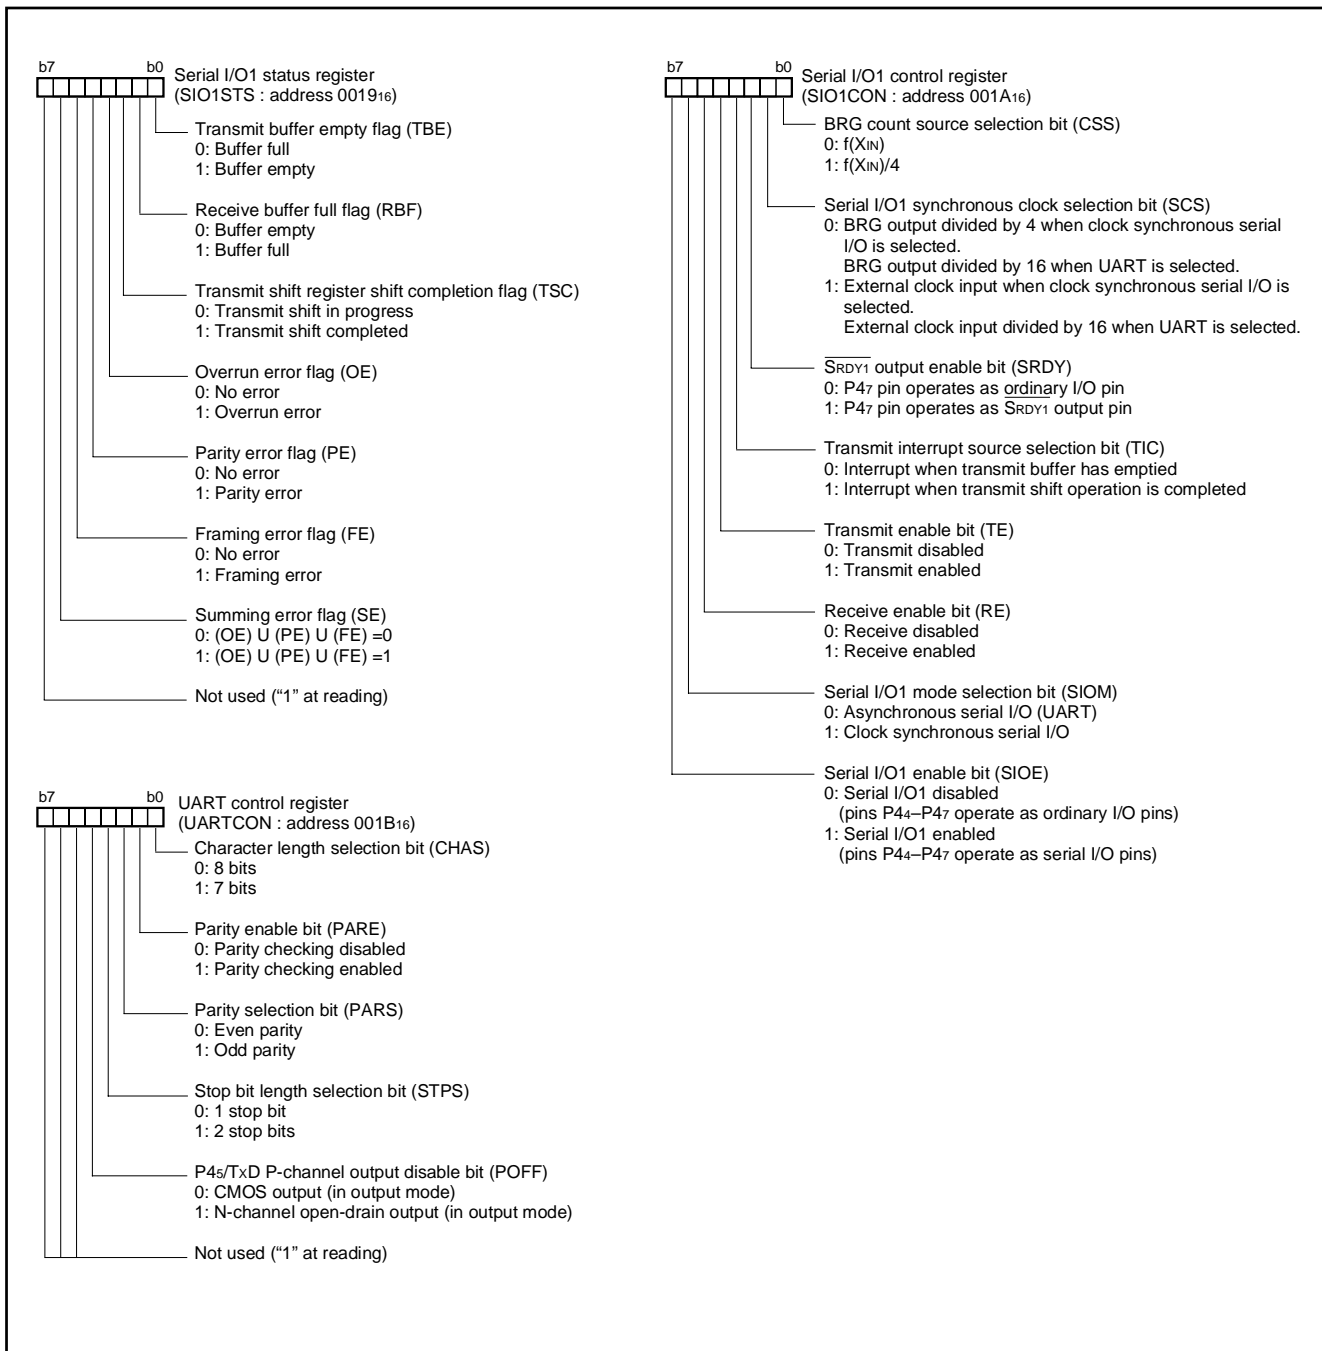 b7 b0
Serial I/O1 status register
(SIO1STS : address 0019₁₆)
Transmit buffer empty flag (TBE)
0: Buffer full
1: Buffer empty
Receive buffer full flag (RBF)
0: Buffer empty
1: Buffer full
Transmit shift register shift completion flag (TSC)
0: Transmit shift in progress
1: Transmit shift completed
Overrun error flag (OE)
0: No error
1: Overrun error
Parity error flag (PE)
0: No error
1: Parity error
Framing error flag (FE)
0: No error
1: Framing error
Summing error flag (SE)
0: (OE) U (PE) U (FE) =0
1: (OE) U (PE) U (FE) =1
Not used (“1” at reading)
b7 b0
UART control register
(UARTCON : address 001B₁₆)
Character length selection bit (CHAS)
0: 8 bits
1: 7 bits
Parity enable bit (PARE)
0: Parity checking disabled
1: Parity checking enabled
Parity selection bit (PARS)
0: Even parity
1: Odd parity
Stop bit length selection bit (STPS)
0: 1 stop bit
1: 2 stop bits
P4₅/TxD P-channel output disable bit (POFF)
0: CMOS output (in output mode)
1: N-channel open-drain output (in output mode)
Not used (“1” at reading)
b7 b0
Serial I/O1 control register
(SIO1CON : address 001A₁₆)
BRG count source selection bit (CSS)
0: f(XIN)
1: f(XIN)/4
Serial I/O1 synchronous clock selection bit (SCS)
0: BRG output divided by 4 when clock synchronous serial
I/O is selected.
BRG output divided by 16 when UART is selected.
1: External clock input when clock synchronous serial I/O is
selected.
External clock input divided by 16 when UART is selected.
SRDY1 output enable bit (SRDY)
0: P4₇ pin operates as ordinary I/O pin
1: P4₇ pin operates as SRDY1 output pin
Transmit interrupt source selection bit (TIC)
0: Interrupt when transmit buffer has emptied
1: Interrupt when transmit shift operation is completed
Transmit enable bit (TE)
0: Transmit disabled
1: Transmit enabled
Receive enable bit (RE)
0: Receive disabled
1: Receive enabled
Serial I/O1 mode selection bit (SIOM)
0: Asynchronous serial I/O (UART)
1: Clock synchronous serial I/O
Serial I/O1 enable bit (SIOE)
0: Serial I/O1 disabled
(pins P4₄–P4₇ operate as ordinary I/O pins)
1: Serial I/O1 enabled
(pins P4₄–P4₇ operate as serial I/O pins)